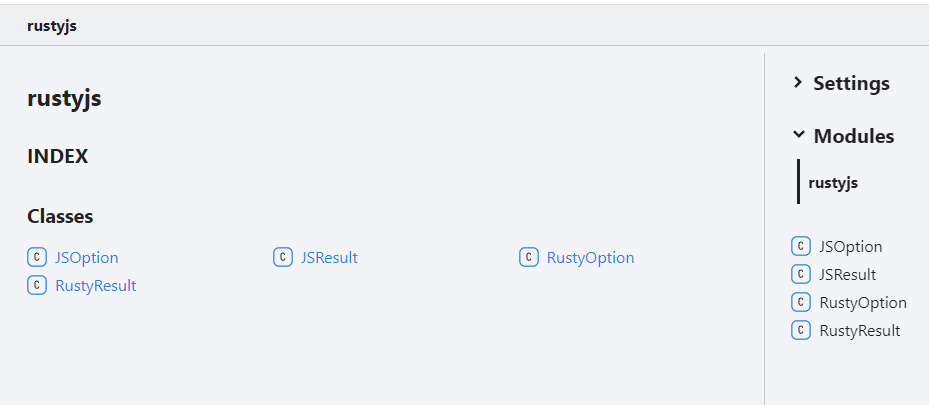 rustyjs
rustyjs
INDEX
Classes
C JSOption
C JSResult
C RustyOption
C RustyResult
Settings
Modules
rustyjs
C JSOption
C JSResult
C RustyOption
C RustyResult